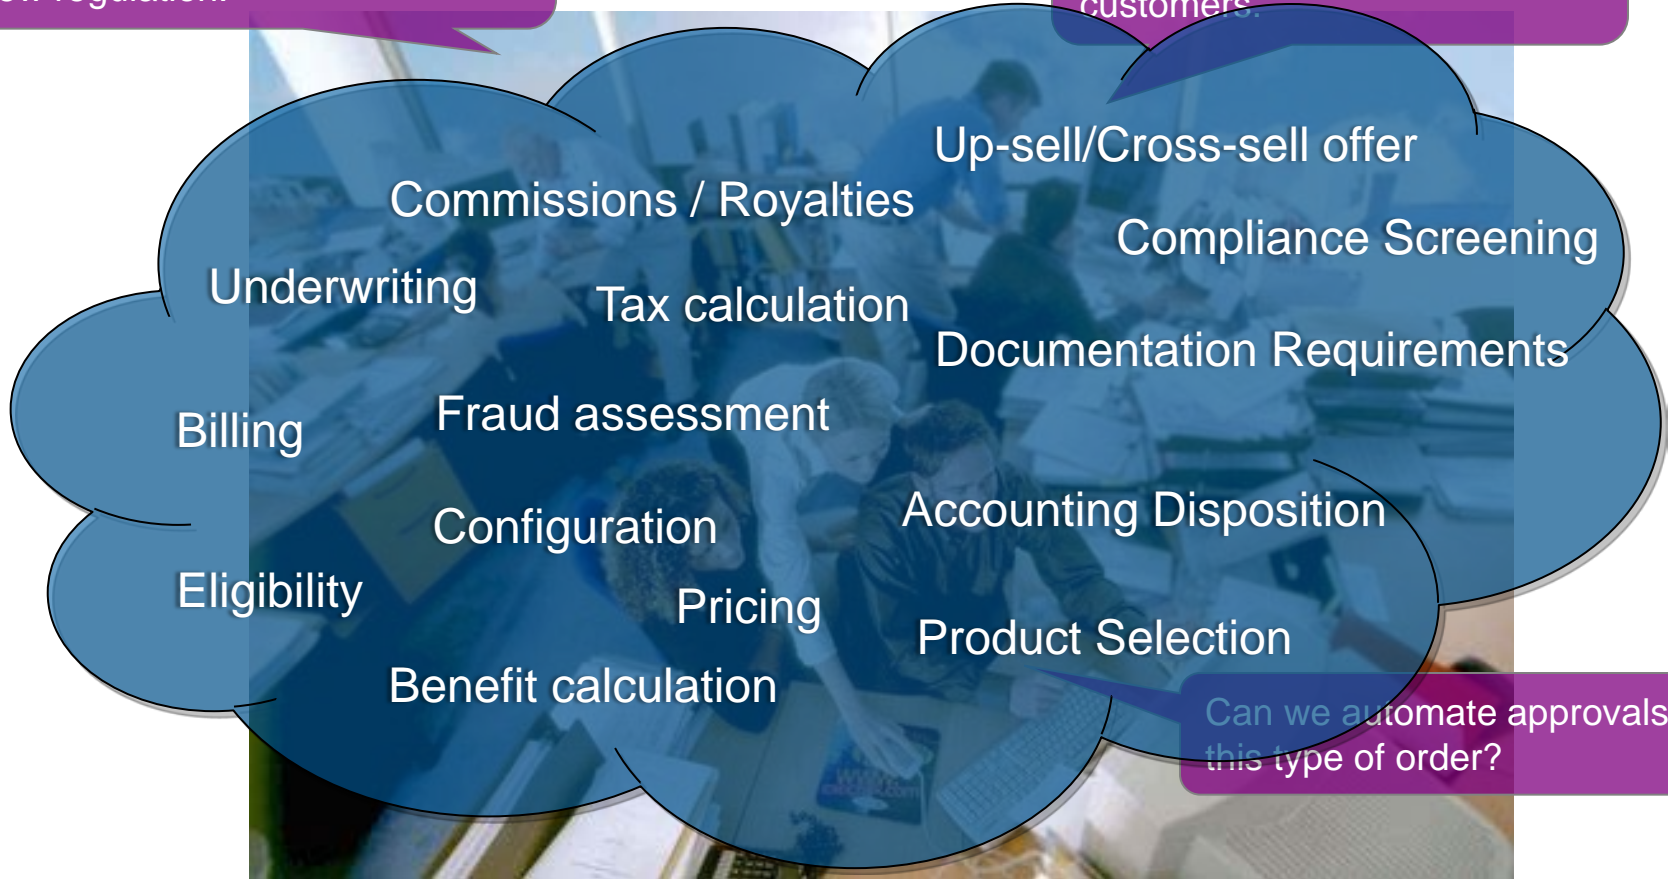 regulation.
customers.
Up-sell/Cross-sell offer
Commissions / Royalties
Compliance Screening
Underwriting
Tax calculation
Documentation Requirements
Fraud assessment
Billing
Accounting Disposition
Configuration
Eligibility
Pricing
Product Selection
Benefit calculation
Can we automate approvals
this type of order?